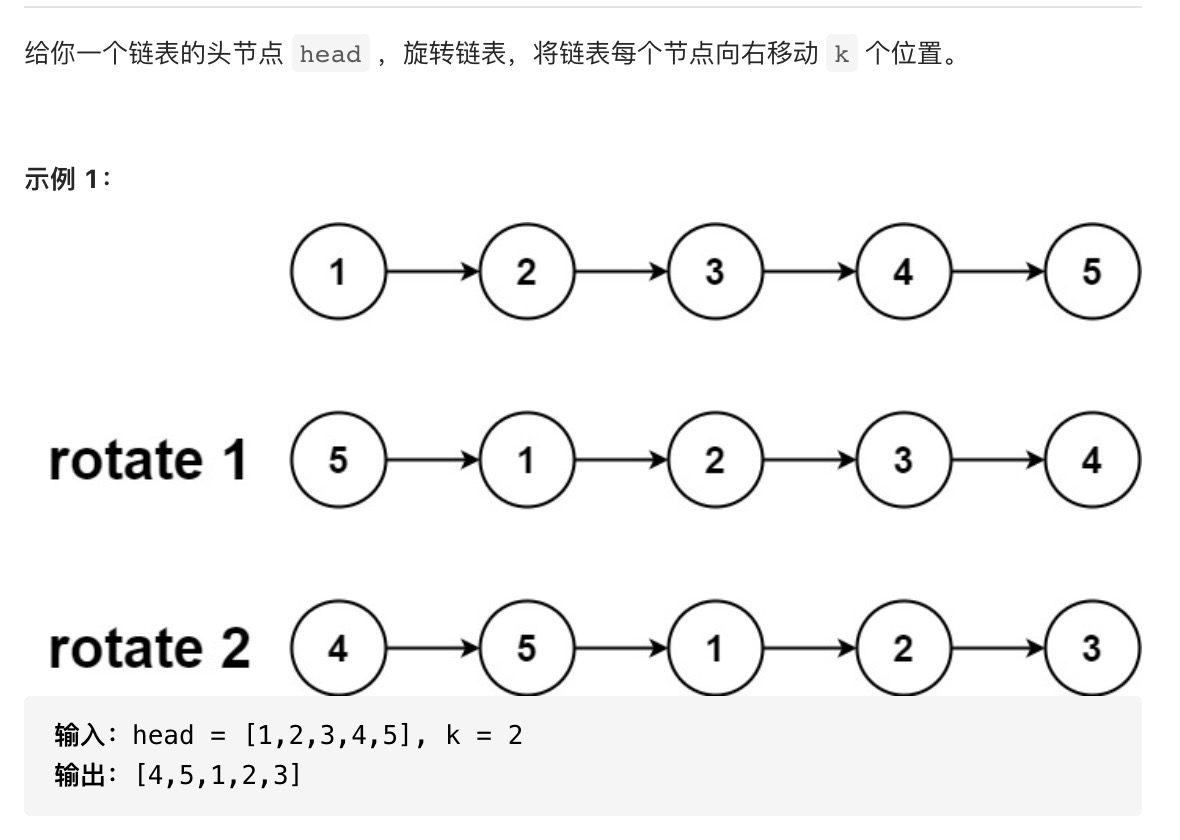 给你一个链表的头节点 head ，旋转链表，将链表每个节点向右移动 k 个位置。
示例 1：
1 2 3 4 5
rotate 1 5 1 2 3 4
rotate 2 4 5 1 2 3
输入：head = [1,2,3,4,5], k = 2
输出：[4,5,1,2,3]